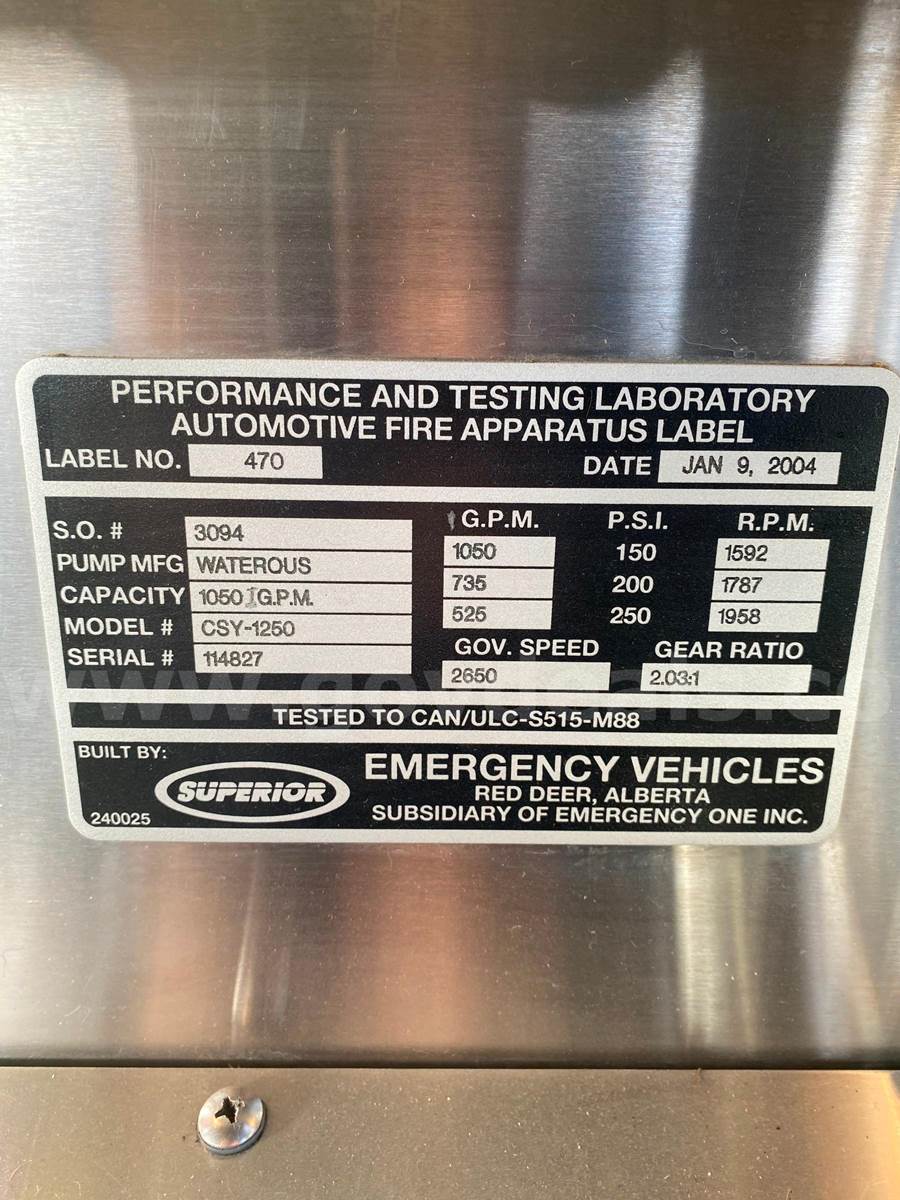 PERFORMANCE AND TESTING LABORATORY
AUTOMOTIVE FIRE APPARATUS LABEL
LABEL NO. 470 DATE JAN 9, 2004
S.O. # 3094
PUMP MFG WATEROUS
CAPACITY 1050 I G.P.M.
MODEL # CSY-1250
SERIAL # 114827
I G.P.M. P.S.I. R.P.M.
1050 150 1592
735 200 1787
525 250 1958
GOV. SPEED GEAR RATIO
2650 2.03:1
www.govdeals.co
TESTED TO CAN/ULC-S515-M88
BUILT BY:
SUPERIOR
EMERGENCY VEHICLES
RED DEER, ALBERTA
SUBSIDIARY OF EMERGENCY ONE INC.
240025